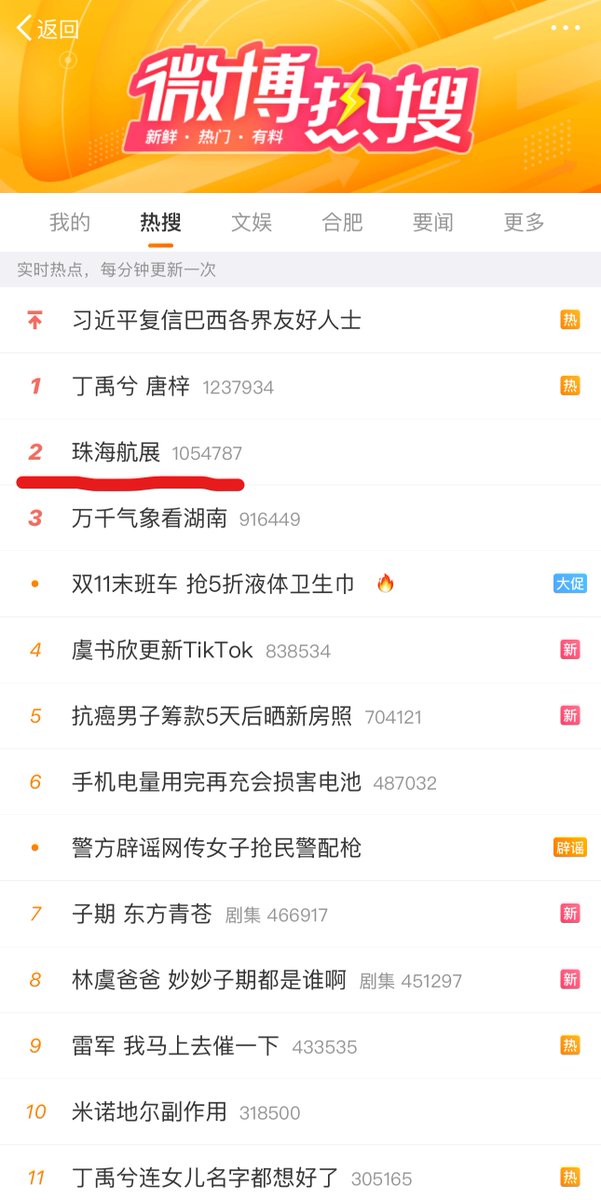 返回
微博热搜
新鲜·热门·有料
我的 热搜 文娱 合肥 要闻 更多
实时热点，每分钟更新一次
习近平复信巴西各界友好人士 热
1 丁禹兮 唐梓 1237934 热
2 珠海航展 1054787
3 万千气象看湖南 916449
• 双11末班车 抢5折液体卫生巾 🔥 大促
4 虞书欣更新TikTok 838534 新
5 抗癌男子筹款5天后晒新房照 704121 新
6 手机电量用完再充会损害电池 487032
• 警方辟谣网传女子抢民警配枪 辟谣
7 子期 东方青苍 剧集 466917 新
8 林虞爸爸 妙妙子期都是谁啊 剧集 451297 新
9 雷军 我马上去催一下 433535 热
10 米诺地尔副作用 318500
11 丁禹兮连女儿名字都想好了 305165 热